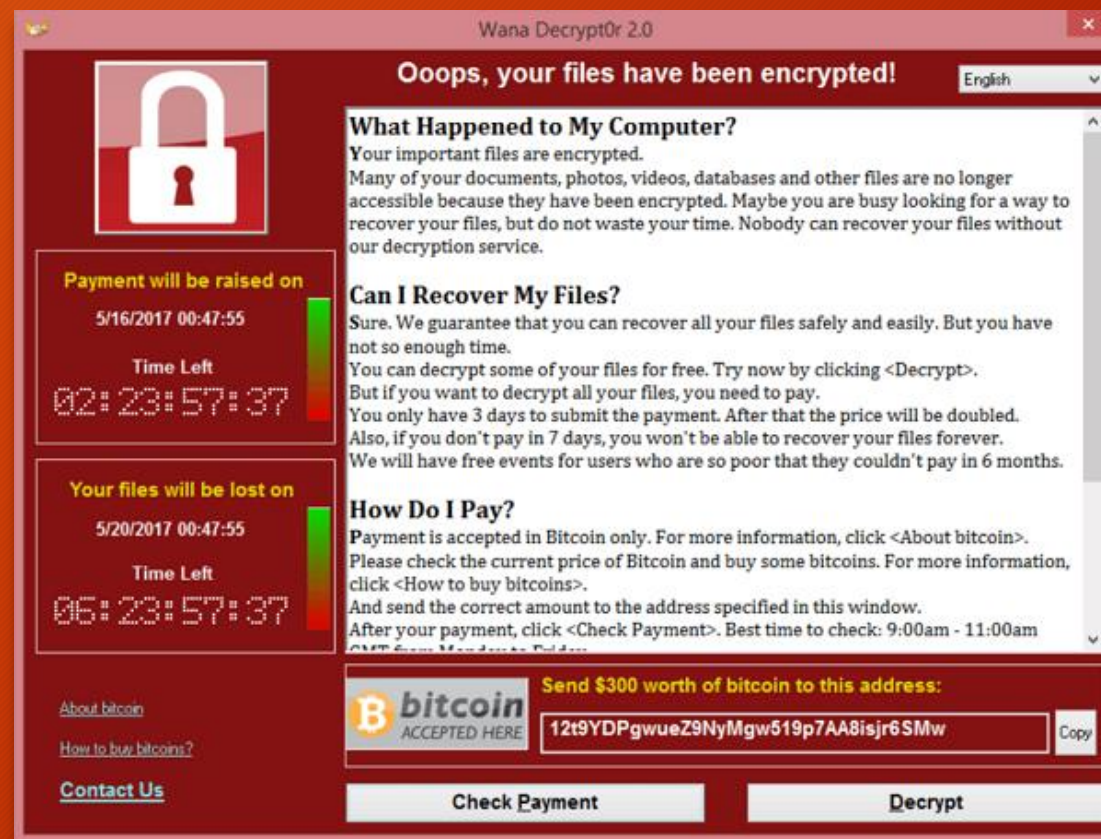 Wana Decrypt0r 2.0
Ooops, your files have been encrypted!
English
What Happened to My Computer?
Your important files are encrypted.
Many of your documents, photos, videos, databases and other files are no longer
accessible because they have been encrypted. Maybe you are busy looking for a way to
recover your files, but do not waste your time. Nobody can recover your files without
our decryption service.
Can I Recover My Files?
Sure. We guarantee that you can recover all your files safely and easily. But you have
not so enough time.
You can decrypt some of your files for free. Try now by clicking <Decrypt>.
But if you want to decrypt all your files, you need to pay.
You only have 3 days to submit the payment. After that the price will be doubled.
Also, if you don't pay in 7 days, you won't be able to recover your files forever.
We will have free events for users who are so poor that they couldn't pay in 6 months.
How Do I Pay?
Payment is accepted in Bitcoin only. For more information, click <About bitcoin>.
Please check the current price of Bitcoin and buy some bitcoins. For more information,
click <How to buy bitcoins>.
And send the correct amount to the address specified in this window.
After your payment, click <Check Payment>. Best time to check: 9:00am - 11:00am
GMT from Monday to Friday
Payment will be raised on
5/16/2017 00:47:55
Time Left
02:23:57:37
Your files will be lost on
5/20/2017 00:47:55
Time Left
06:23:57:37
About bitcoin
How to buy bitcoins?
Contact Us
bitcoin
ACCEPTED HERE
Send $300 worth of bitcoin to this address:
12t9YDPgwueZ9NyMgw519p7AA8isjr6SMw
Copy
Check Payment
Decrypt